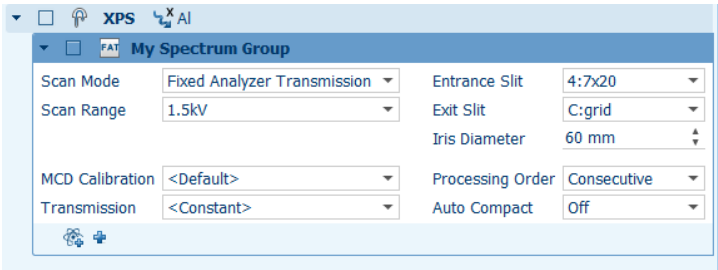 XPS X Al
FAT My Spectrum Group
Scan Mode Fixed Analyzer Transmission Entrance Slit 4:7x20
Scan Range 1.5kV Exit Slit C:grid
Iris Diameter 60 mm
MCD Calibration <Default> Processing Order Consecutive
Transmission <Constant> Auto Compact Off